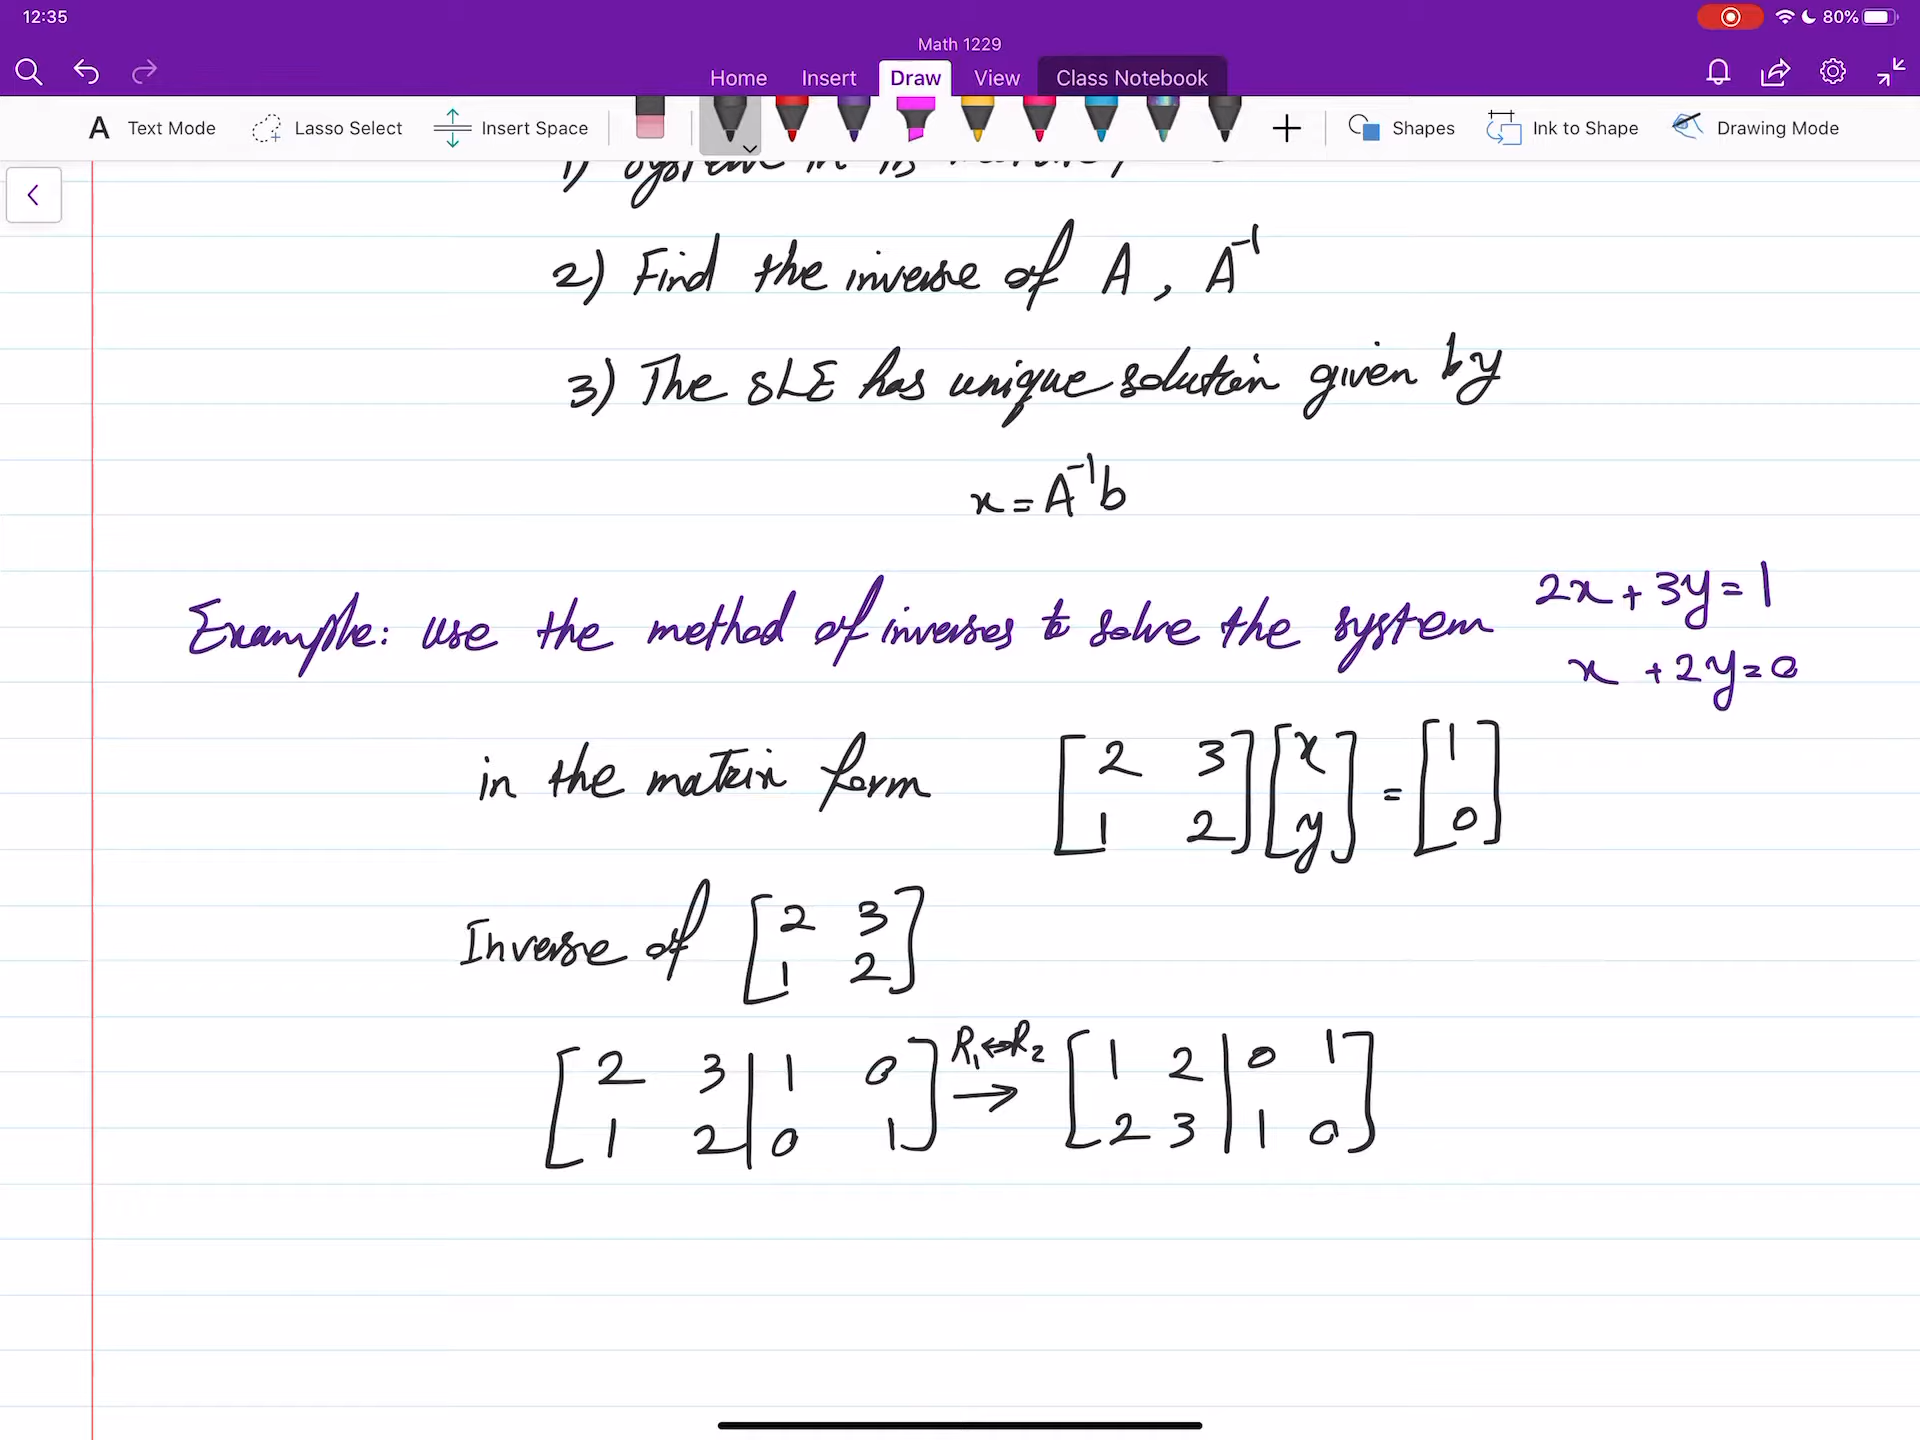 12:35
80%
Math 1229
Home Insert Draw View Class Notebook
A Text Mode Lasso Select Insert Space Shapes Ink to Shape Drawing Mode
1) system in
2) Find the inverse of A, A⁻¹
3) The SLE has unique solution given by
x = A⁻¹b
Example: use the method of inverses to solve the system 2x + 3y = 1
x + 2y = 0
in the matrix form [2 3; 1 2] [x; y] = [1; 0]
Inverse of [2 3; 1 2]
[2 3 | 1 0; 1 2 | 0 1] R₁↔R₂ → [1 2 | 0 1; 2 3 | 1 0]